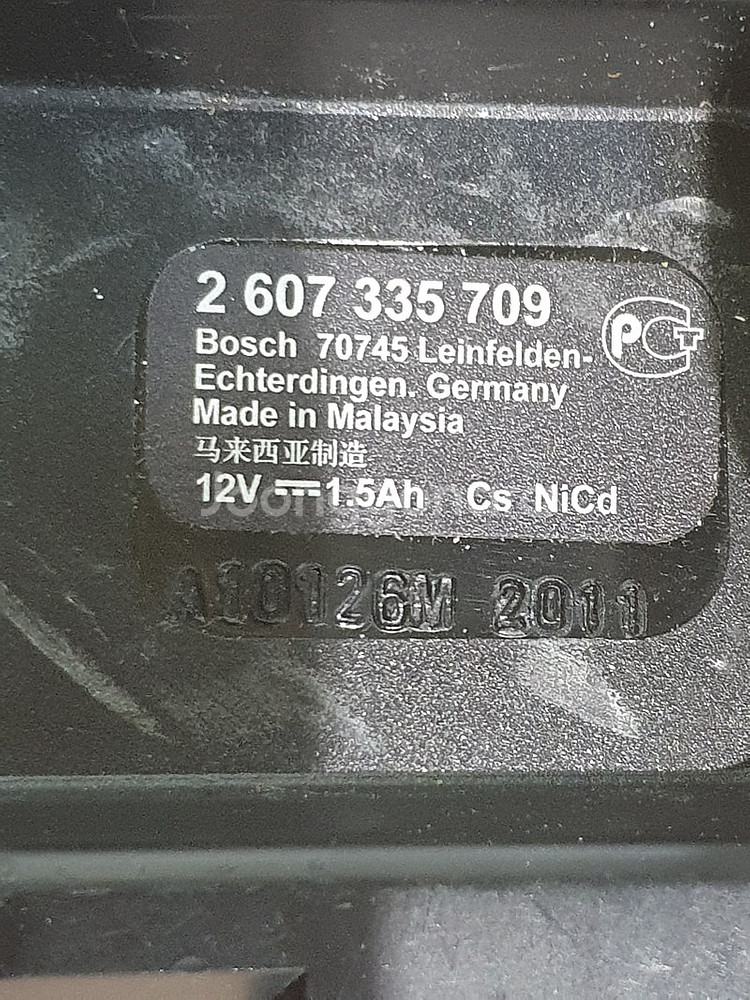 2 607 335 709
Bosch 70745 Leinfelden-
Echterdingen. Germany
Made in Malaysia
马来西亚制造
12V 1.5Ah Cs NiCd
A10126M 2011